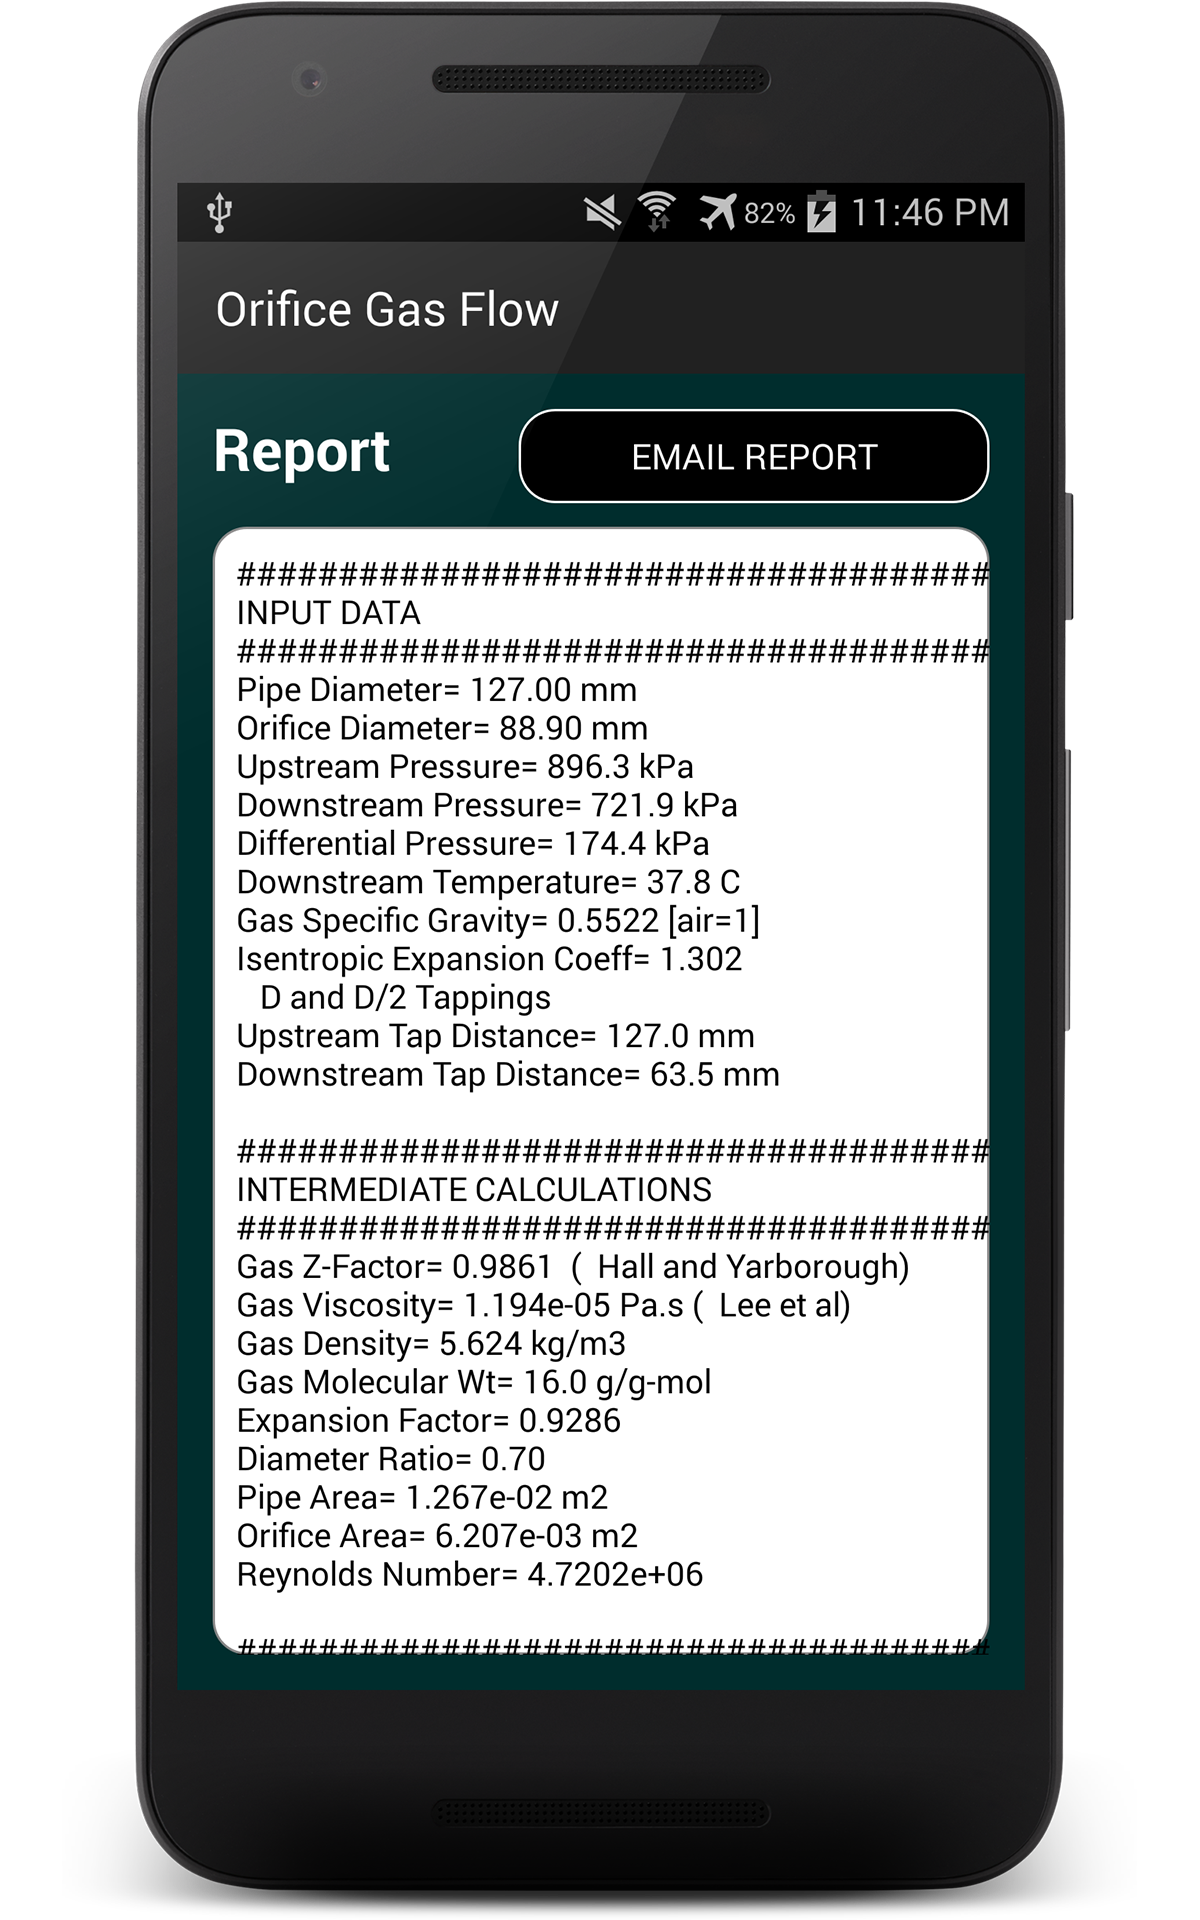 82% 11:46 PM
Orifice Gas Flow
Report
EMAIL REPORT
#####################################
INPUT DATA
#####################################
Pipe Diameter= 127.00 mm
Orifice Diameter= 88.90 mm
Upstream Pressure= 896.3 kPa
Downstream Pressure= 721.9 kPa
Differential Pressure= 174.4 kPa
Downstream Temperature= 37.8 C
Gas Specific Gravity= 0.5522 [air=1]
Isentropic Expansion Coeff= 1.302
D and D/2 Tappings
Upstream Tap Distance= 127.0 mm
Downstream Tap Distance= 63.5 mm
#####################################
INTERMEDIATE CALCULATIONS
#####################################
Gas Z-Factor= 0.9861  (  Hall and Yarborough)
Gas Viscosity= 1.194e-05 Pa.s (  Lee et al)
Gas Density= 5.624 kg/m3
Gas Molecular Wt= 16.0 g/g-mol
Expansion Factor= 0.9286
Diameter Ratio= 0.70
Pipe Area= 1.267e-02 m2
Orifice Area= 6.207e-03 m2
Reynolds Number= 4.7202e+06
#####################################